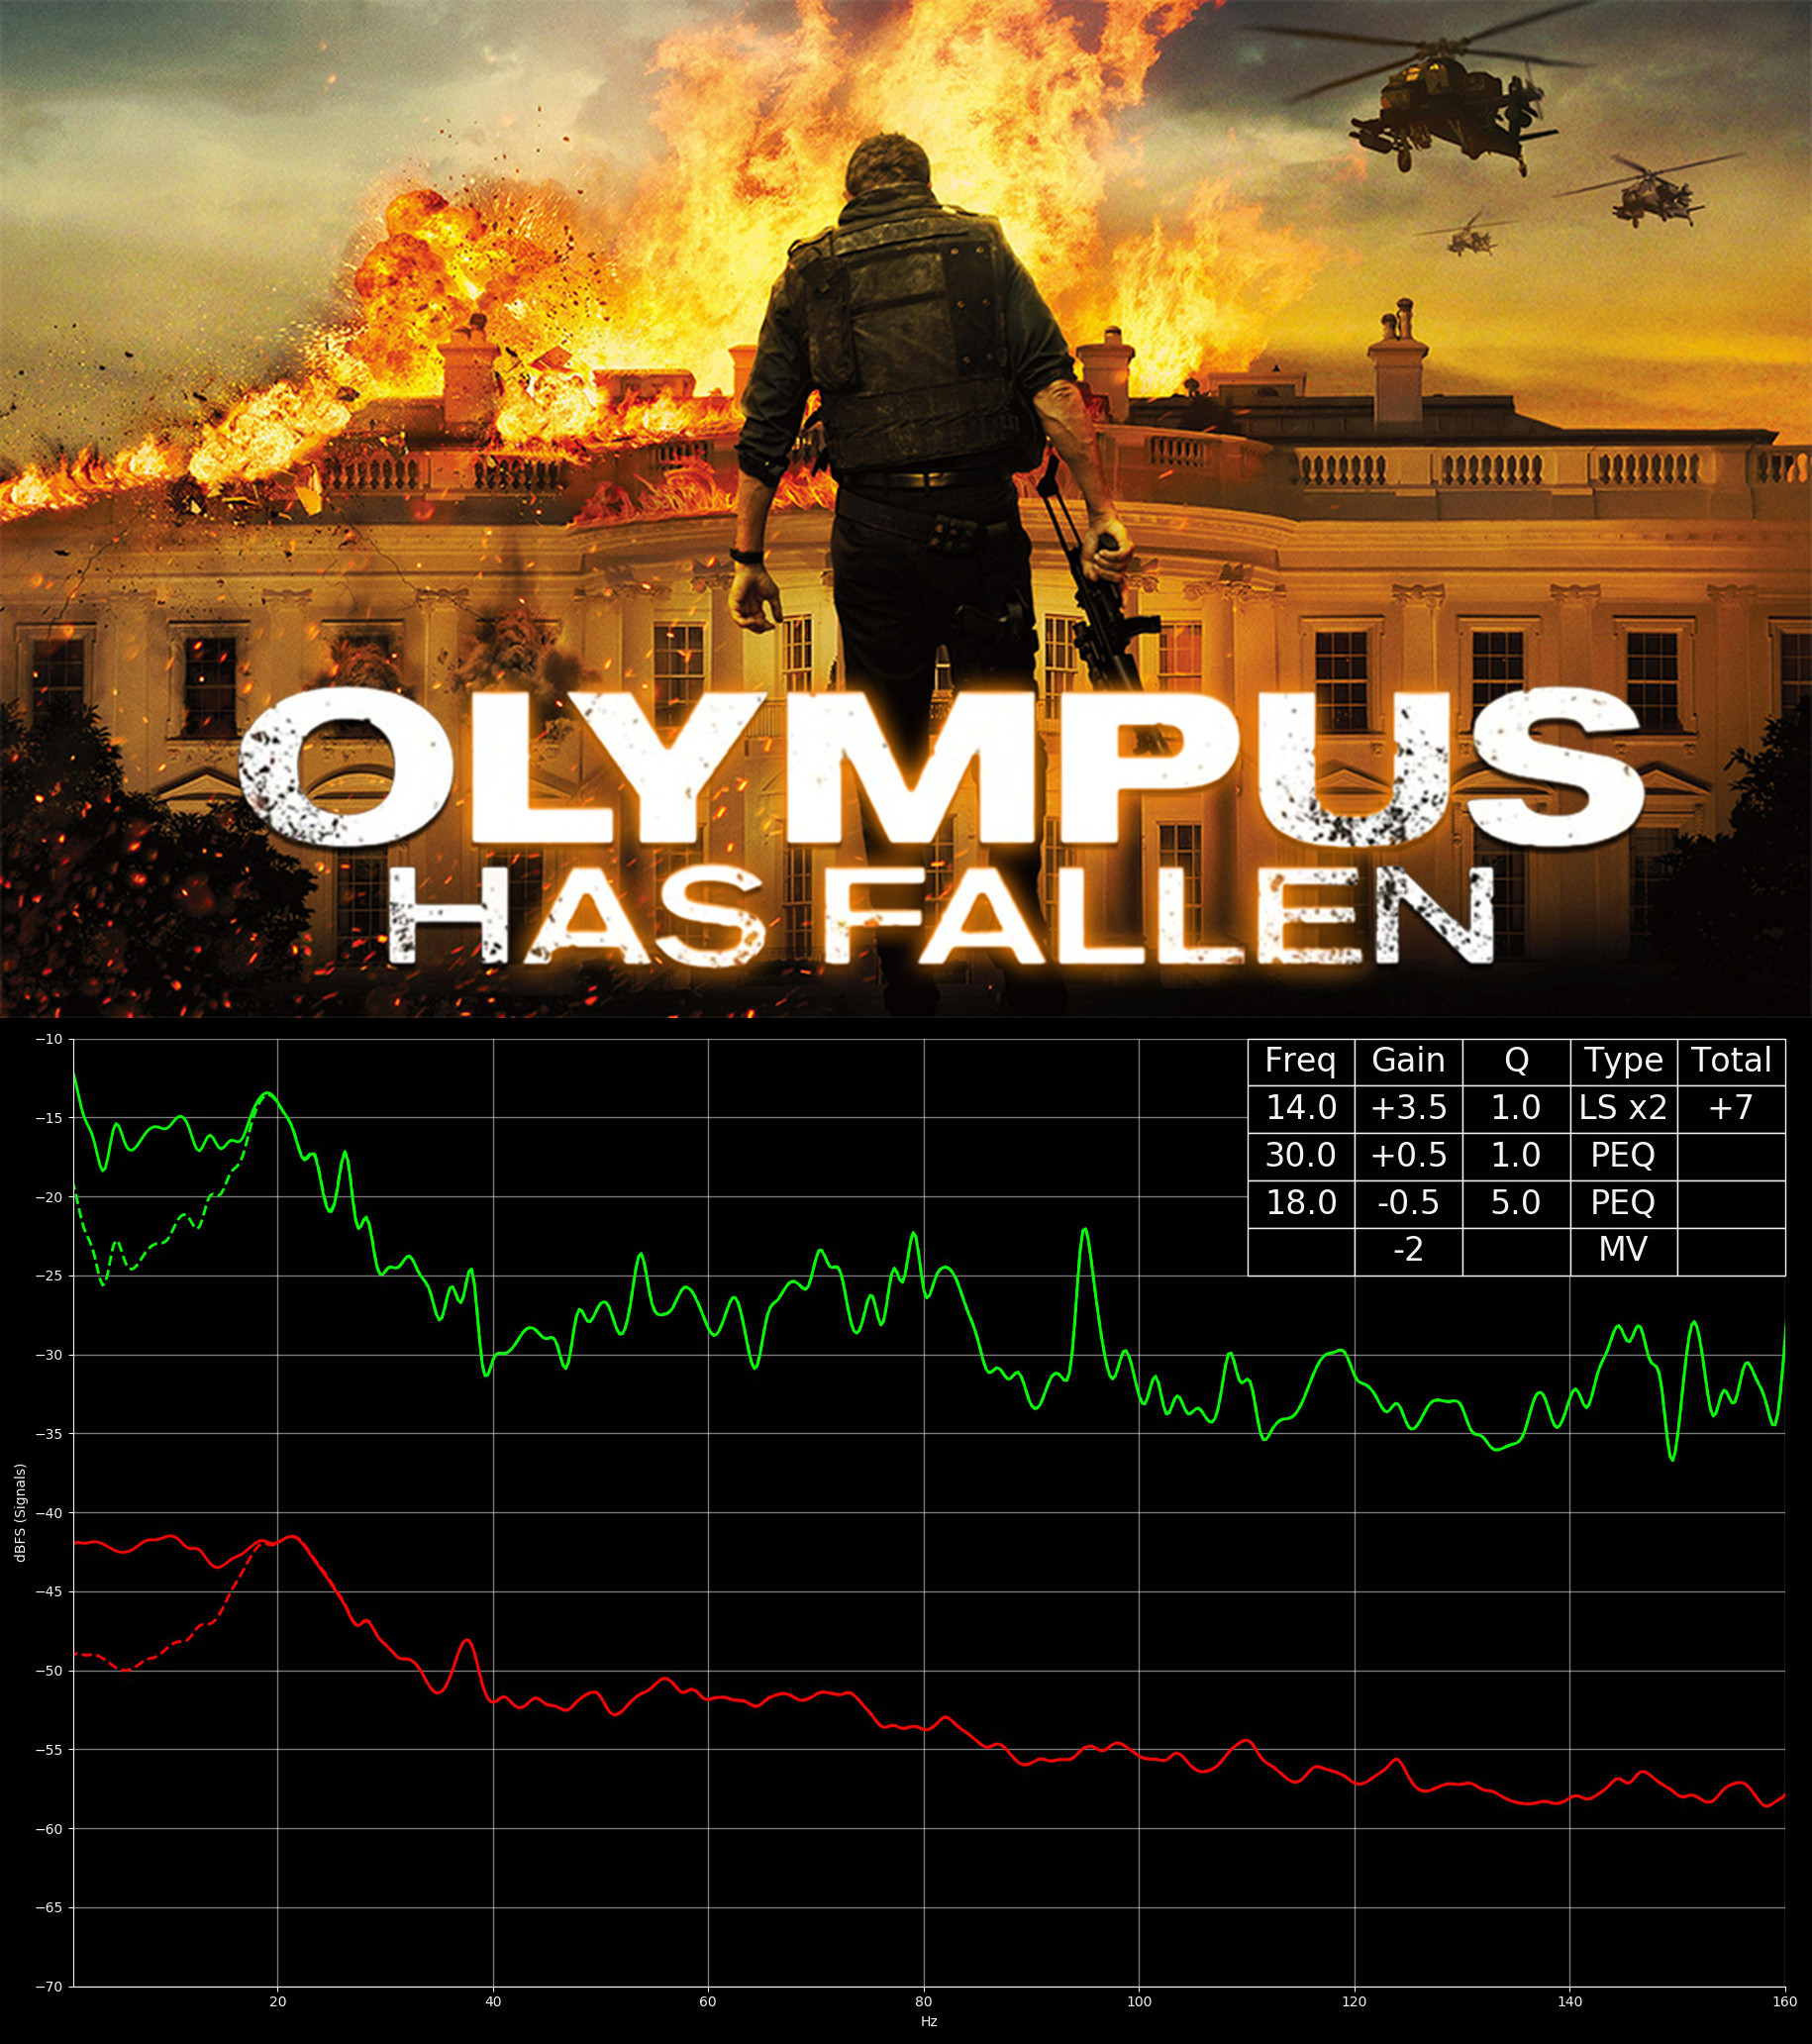 OLYMPUS
HAS FALLEN
Freq Gain Q Type Total
14.0 +3.5 1.0 LS x2 +7
30.0 +0.5 1.0 PEQ
18.0 -0.5 5.0 PEQ
-2 MV
−10
−15
−20
−25
−30
−35
−40
−45
−50
−55
−60
−65
−70
dBFS (Signals)
20 40 60 80 100 120 140 160
Hz